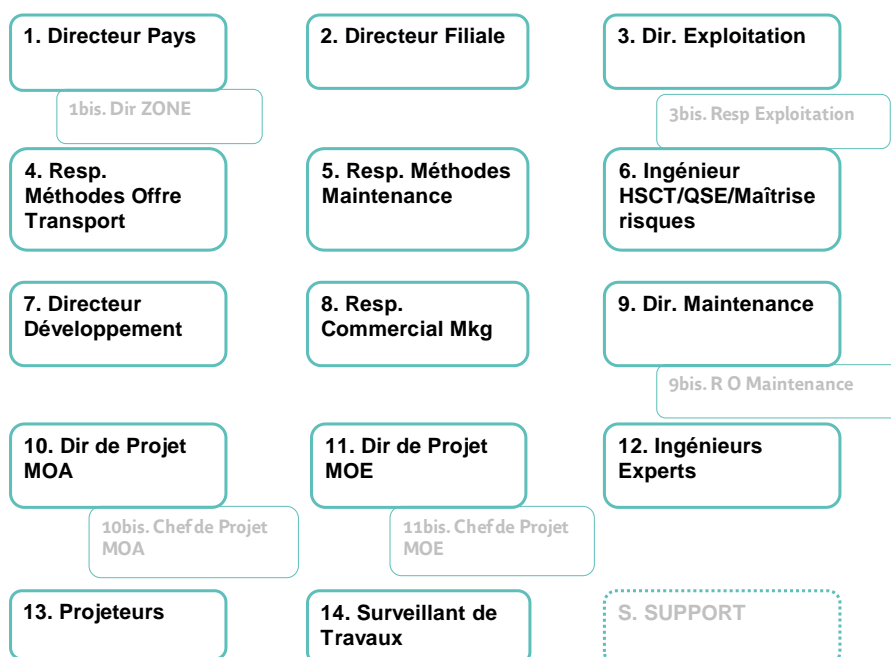 1. Directeur Pays
2. Directeur Filiale
3. Dir. Exploitation
1bis. Dir ZONE
3bis. Resp Exploitation
4. Resp.
Méthodes Offre
Transport
5. Resp. Méthodes
Maintenance
6. Ingénieur
HSCT/QSE/Maîtrise
risques
7. Directeur
Développement
8. Resp.
Commercial Mkg
9. Dir. Maintenance
9bis. R O Maintenance
10. Dir de Projet
MOA
11. Dir de Projet
MOE
12. Ingénieurs
Experts
10bis. Chef de Projet
MOA
11bis. Chef de Projet
MOE
13. Projeteurs
14. Surveillant de
Travaux
S. SUPPORT